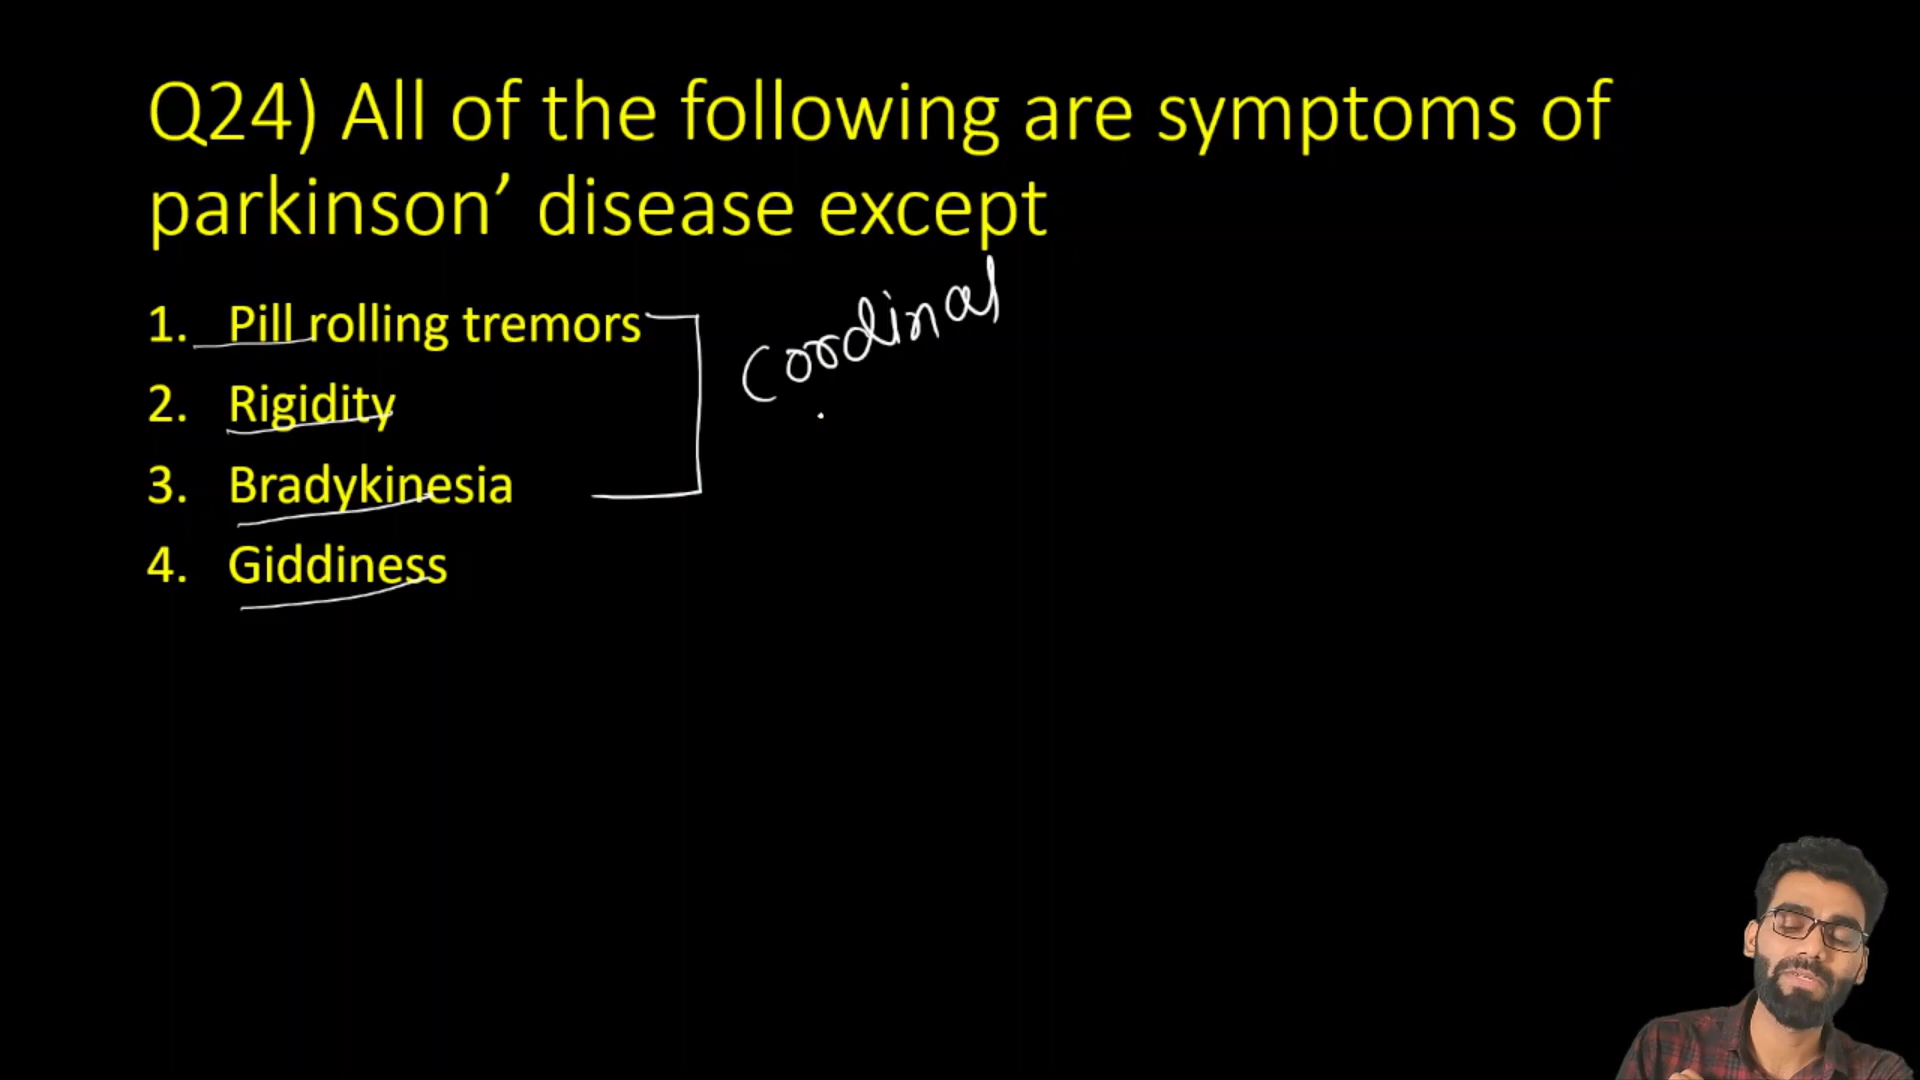 Q24) All of the following are symptoms of
parkinson’ disease except
1. Pill rolling tremors
2. Rigidity
3. Bradykinesia
4. Giddiness
Cordinal